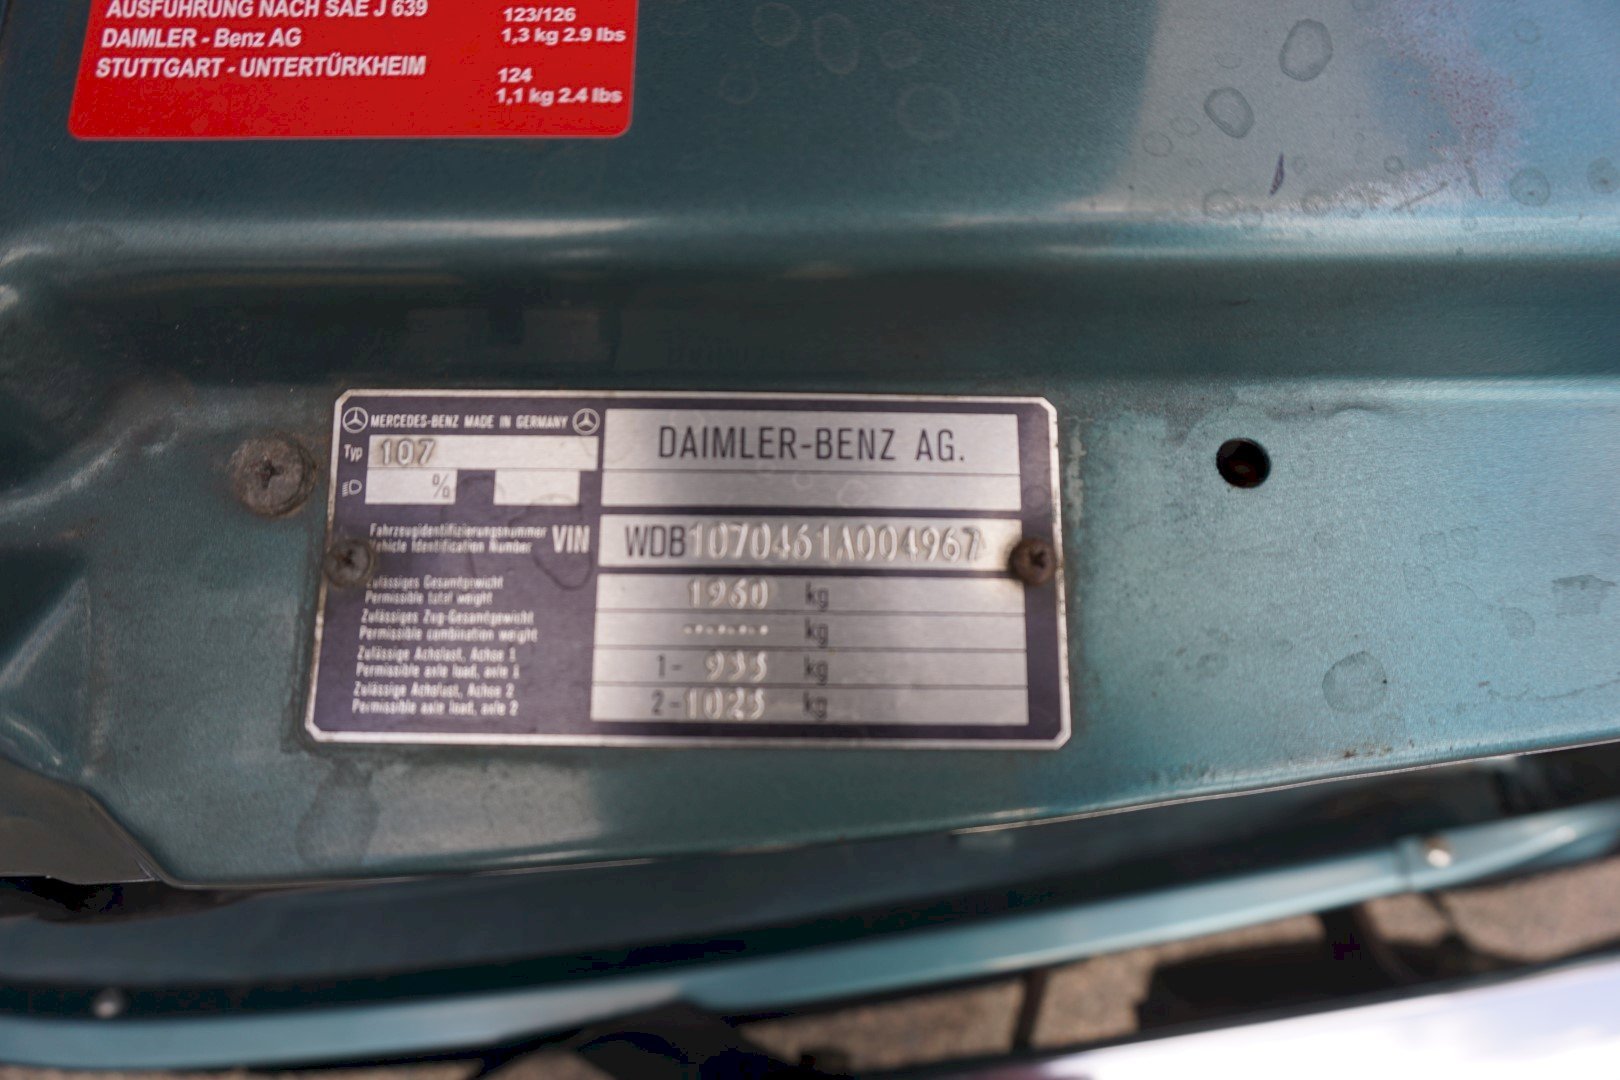 AUSFÜHRUNG NACH SAE J 639
DAIMLER - Benz AG
STUTTGART - UNTERTÜRKHEIM
123/126
1,3 kg 2.9 lbs
124
1,1 kg 2.4 lbs
MERCEDES-BENZ MADE IN GERMANY
Typ 107
%
DAIMLER-BENZ AG.
Fahrzeugidentifizierungsnummer
Vehicle Identification Number
VIN
WDB1070461A004967
Zulässiges Gesamtgewicht
Permissible total weight
1960 kg
Zulässiges Zug-Gesamtgewicht
Permissible combination weight
------- kg
Zulässige Achslast, Achse 1
Permissible axle load, axle 1
1- 935 kg
Zulässige Achslast, Achse 2
Permissible axle load, axle 2
2-1025 kg